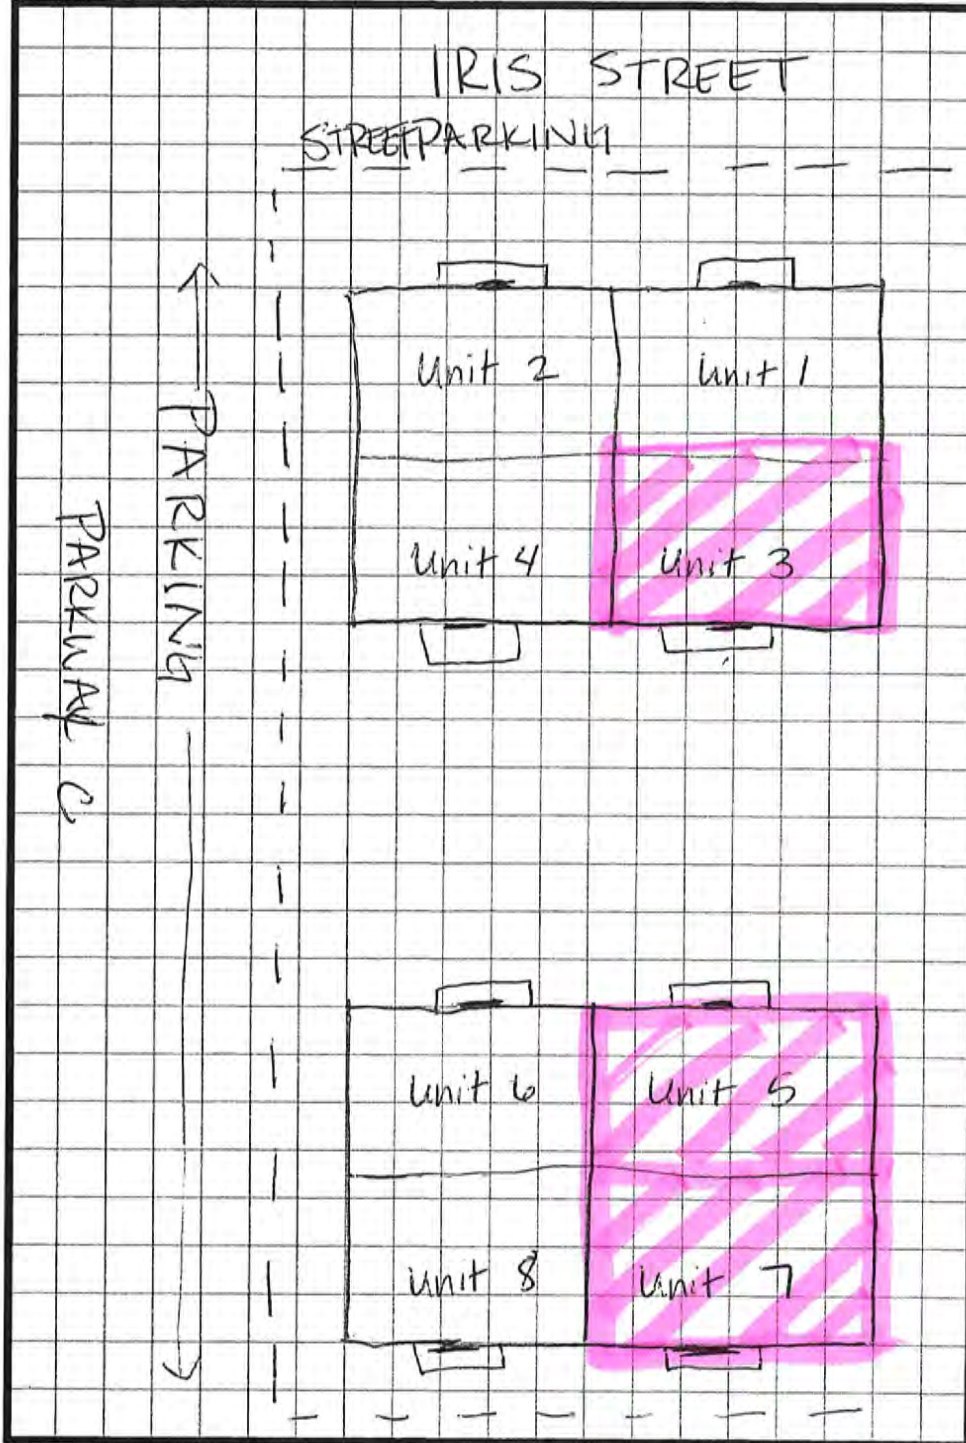 IRIS STREET
STREETPARKING
Unit 2
Unit 1
Unit 4
Unit 3
PARKING
PARKWAY C
Unit 6
Unit 5
Unit 8
Unit 7